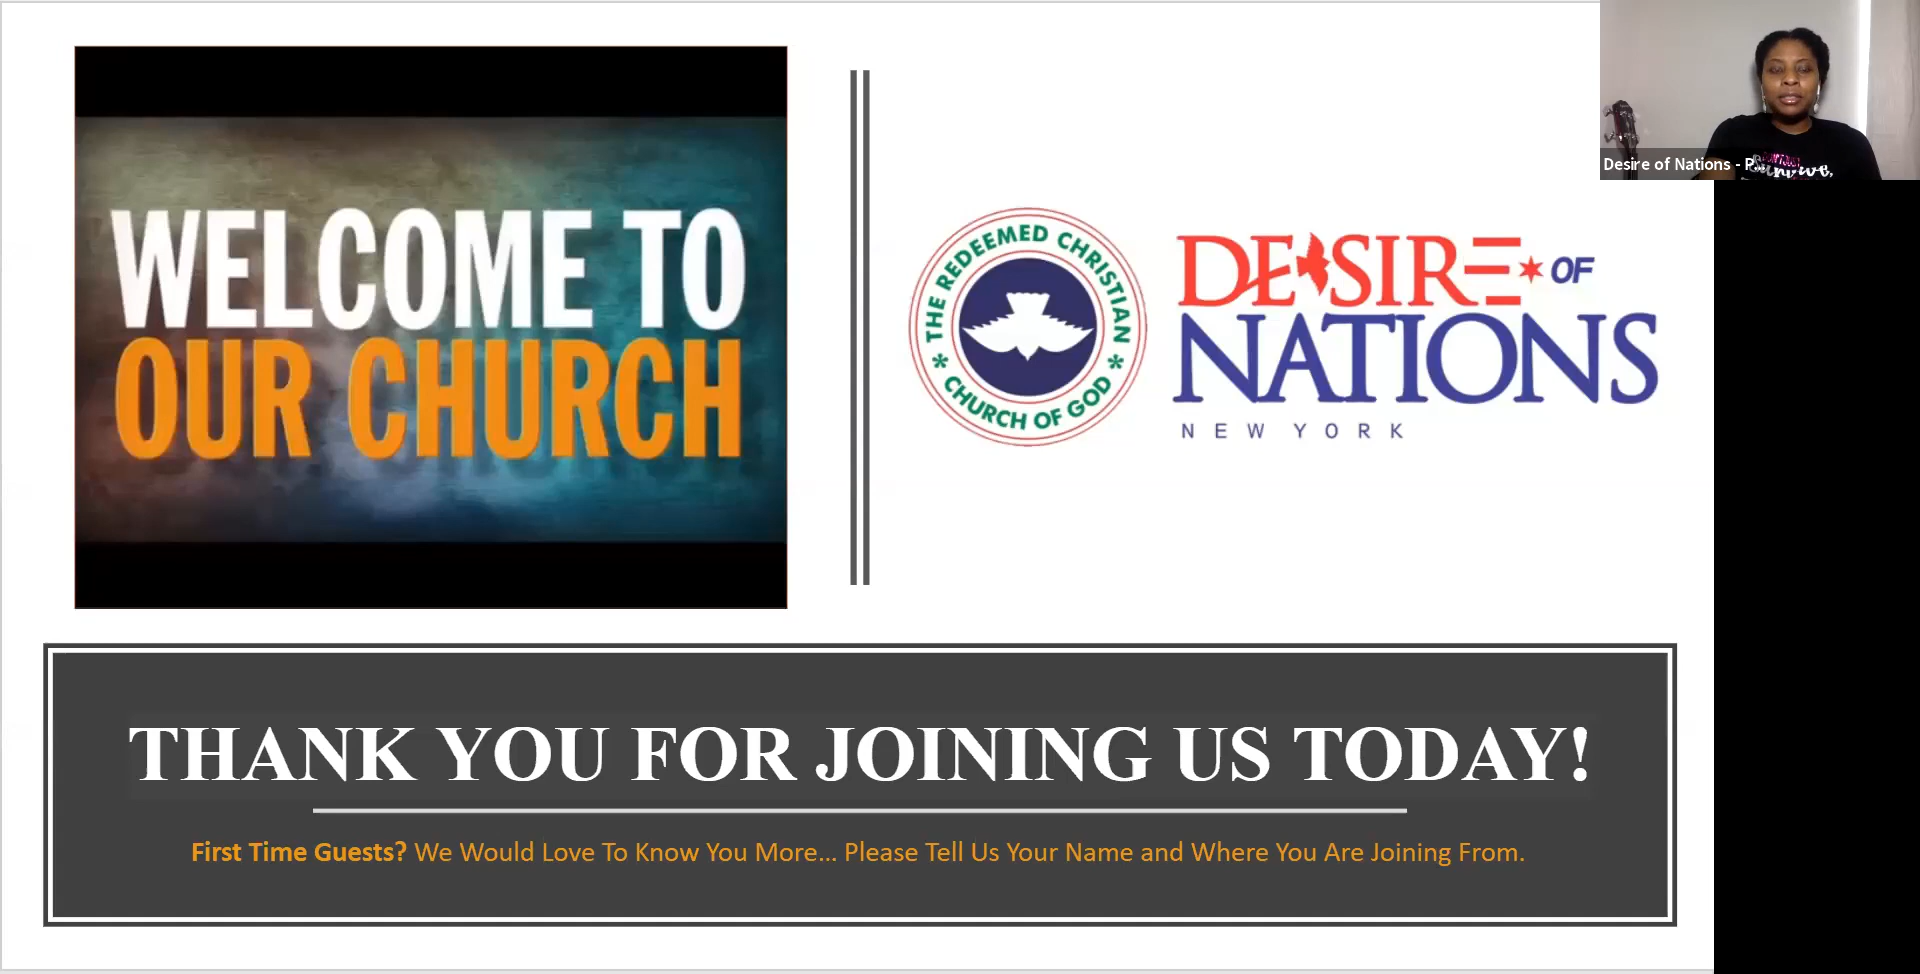 WELCOME TO
OUR CHURCH
THE REDEEMED CHRISTIAN
* CHURCH OF GOD *
DESIRE OF
NATIONS
NEW YORK
Desire of Nations - P...
THANK YOU FOR JOINING US TODAY!
First Time Guests? We Would Love To Know You More... Please Tell Us Your Name and Where You Are Joining From.